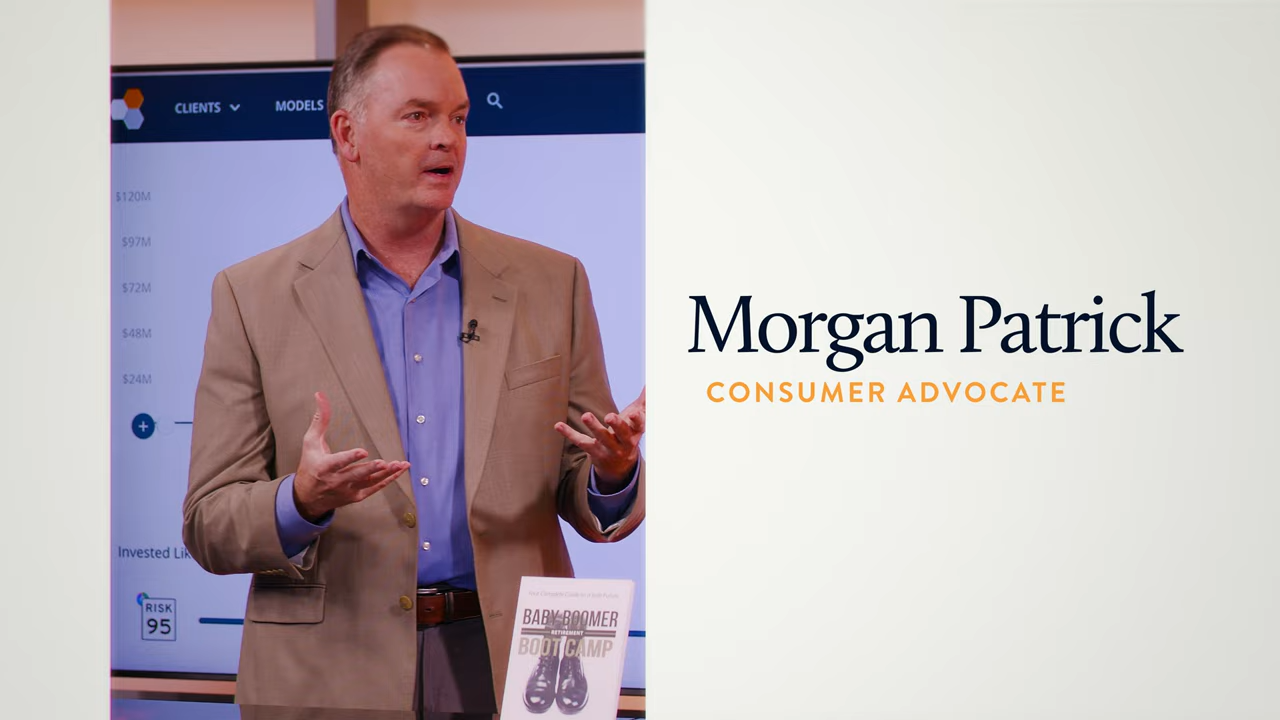 CLIENTS MODELS
$120M
$97M
$72M
$48M
$24M
Invested
RISK
95
BABY BOOMER
RETIREMENT
BOOT CAMP
Morgan Patrick
CONSUMER ADVOCATE